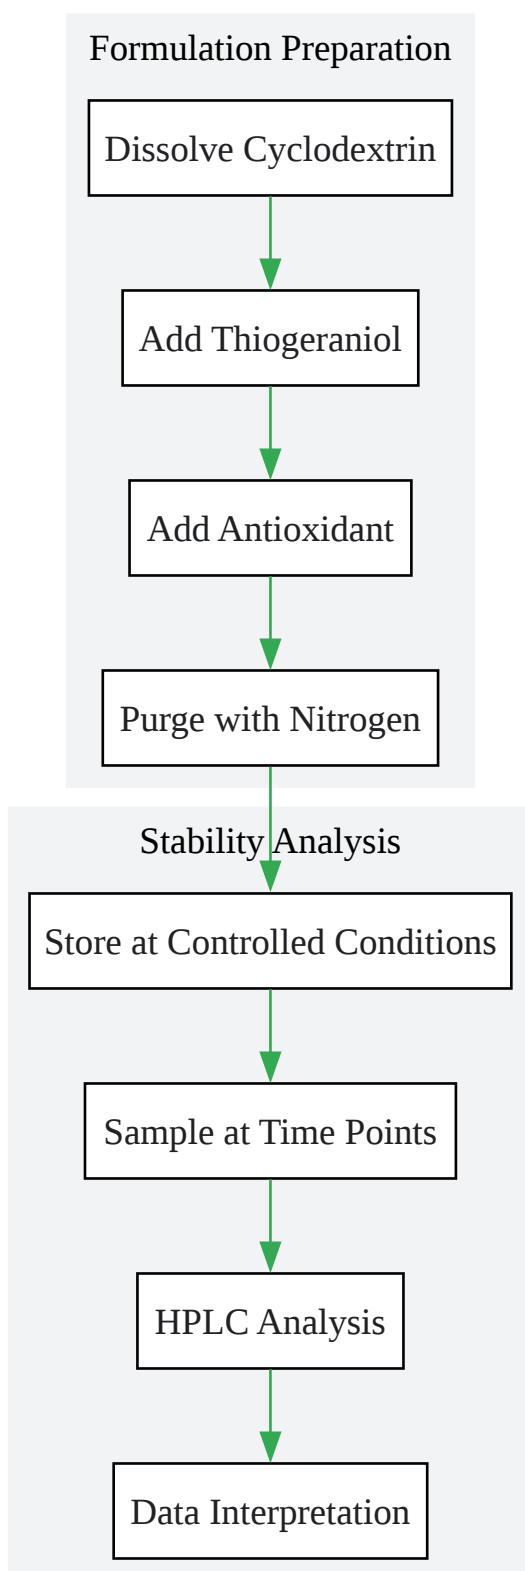 Formulation Preparation
Dissolve Cyclodextrin
Add Thiogeraniol
Add Antioxidant
Purge with Nitrogen
Stability Analysis
Store at Controlled Conditions
Sample at Time Points
HPLC Analysis
Data Interpretation